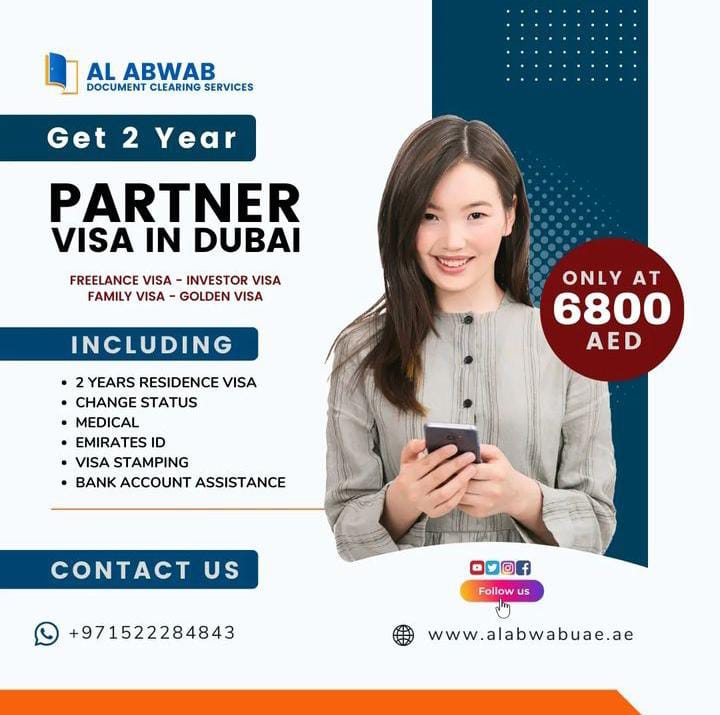 AL ABWAB
DOCUMENT CLEARING SERVICES
Get 2 Year
PARTNER
VISA IN DUBAI
FREELANCE VISA - INVESTOR VISA
FAMILY VISA - GOLDEN VISA
ONLY AT
6800
AED
INCLUDING
• 2 YEARS RESIDENCE VISA
• CHANGE STATUS
• MEDICAL
• EMIRATES ID
• VISA STAMPING
• BANK ACCOUNT ASSISTANCE
CONTACT US
Follow us
+971522284843
www.alabwabuae.ae